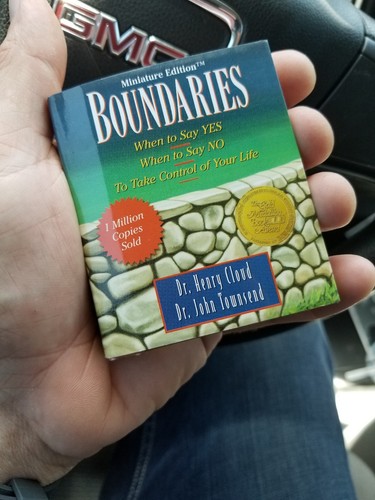 GMC
Miniature Edition™
BOUNDARIES
When to Say YES
When to Say NO
To Take Control of Your Life
1 Million
Copies
Sold
Dr. Henry Cloud
Dr. John Townsend